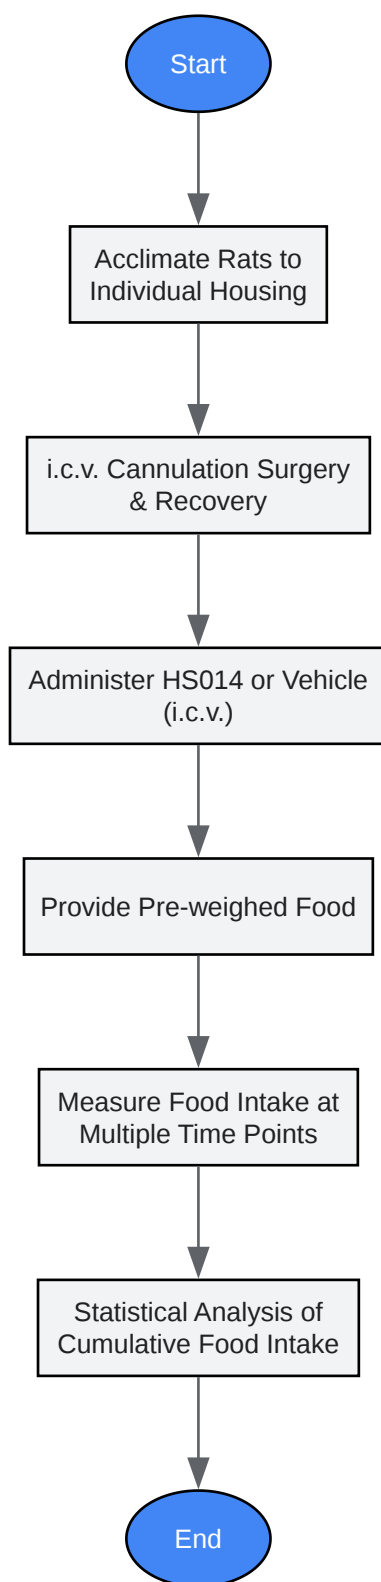 Start
Acclimate Rats to
Individual Housing
i.c.v. Cannulation Surgery
& Recovery
Administer HS014 or Vehicle
(i.c.v.)
Provide Pre-weighed Food
Measure Food Intake at
Multiple Time Points
Statistical Analysis of
Cumulative Food Intake
End